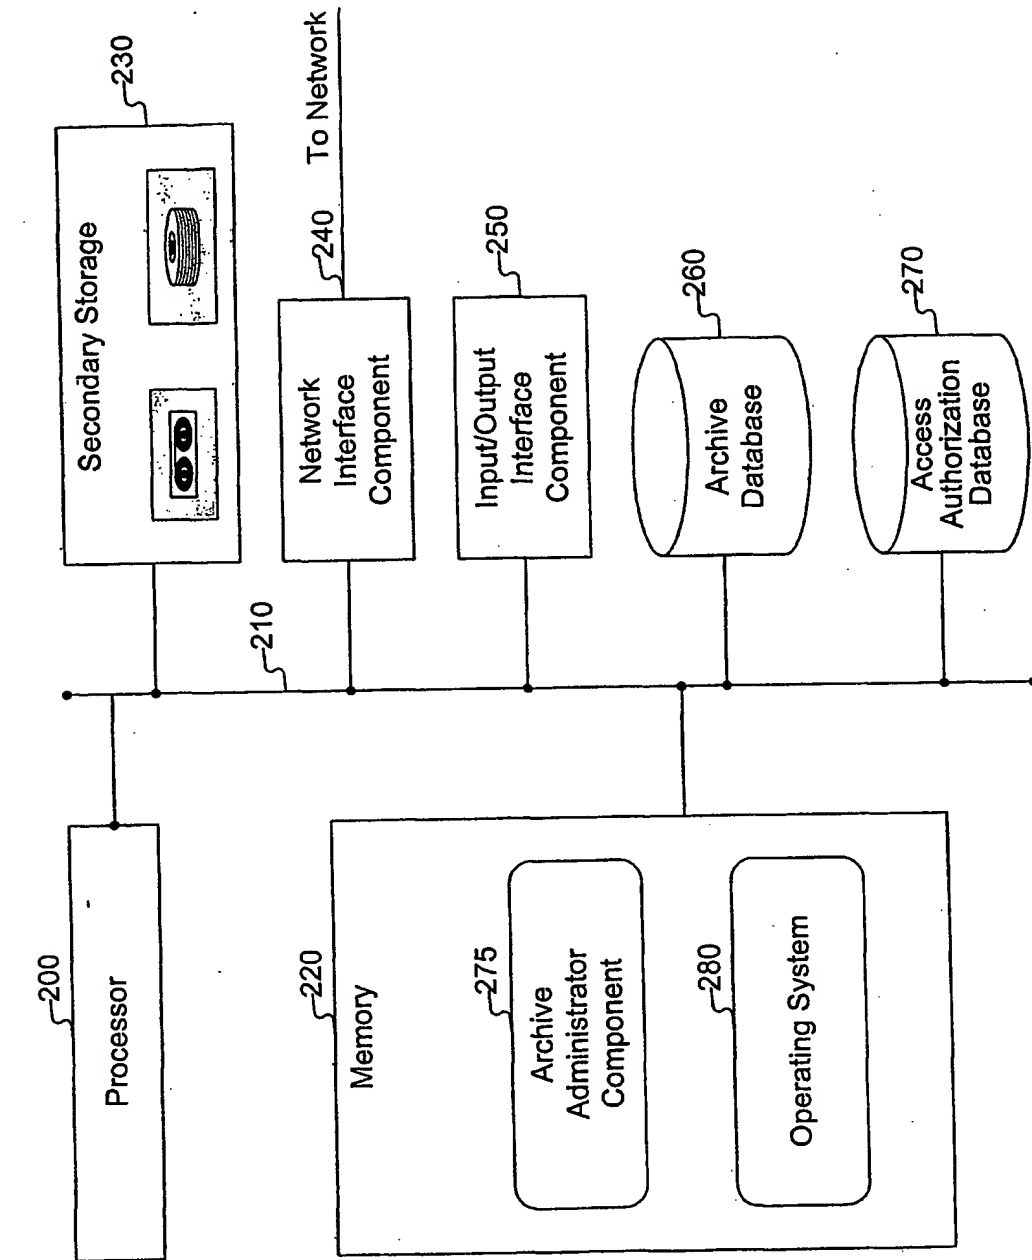 200
Processor
220
Memory
275
Archive
Administrator
Component
280
Operating System
210
230
Secondary Storage
240
To Network
Network
Interface
Component
250
Input/Output
Interface
Component
260
Archive
Database
270
Access
Authorization
Database